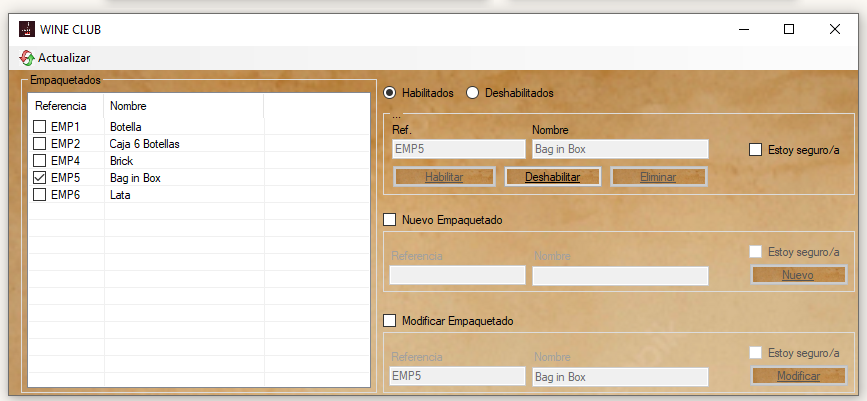 WINE CLUB
Actualizar
Empaquetados
Referencia Nombre
EMP1 Botella
EMP2 Caja 6 Botellas
EMP4 Brick
EMP5 Bag in Box
EMP6 Lata
Habilitados Deshabilitados
...
Ref. Nombre
EMP5 Bag in Box Estoy seguro/a
Habilitar Deshabilitar Eliminar
Nuevo Empaquetado
Referencia Nombre Estoy seguro/a
Nuevo
Modificar Empaquetado
Referencia Nombre Estoy seguro/a
EMP5 Bag in Box Modificar